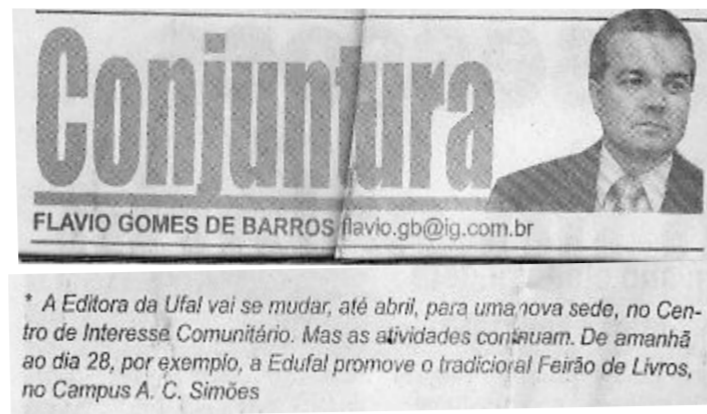 Conjuntura
FLAVIO GOMES DE BARROS flavio.gb@ig.com.br
* A Editora da Ufal vai se mudar, até abril, para uma nova sede, no Cen-
tro de Interesse Comunitário. Mas as atividades continuam. De amanhã
ao dia 28, por exemplo, a Edufal promove o tradicional Feirão de Livros,
no Campus A. C. Simões